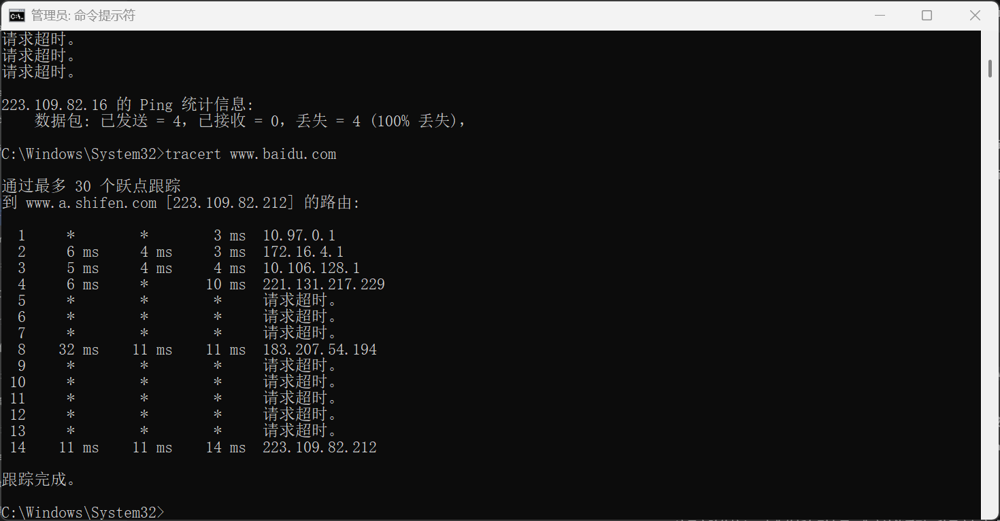 管理员: 命令提示符
请求超时。
请求超时。
请求超时。
223.109.82.16 的 Ping 统计信息:
    数据包: 已发送 = 4，已接收 = 0，丢失 = 4 (100% 丢失)，
C:\Windows\System32>tracert www.baidu.com
通过最多 30 个跃点跟踪
到 www.a.shifen.com [223.109.82.212] 的路由:
  1     *        *        3 ms  10.97.0.1
  2     6 ms     4 ms     3 ms  172.16.4.1
  3     5 ms     4 ms     4 ms  10.106.128.1
  4     6 ms     *       10 ms  221.131.217.229
  5     *        *        *     请求超时。
  6     *        *        *     请求超时。
  7     *        *        *     请求超时。
  8    32 ms    11 ms    11 ms  183.207.54.194
  9     *        *        *     请求超时。
 10     *        *        *     请求超时。
 11     *        *        *     请求超时。
 12     *        *        *     请求超时。
 13     *        *        *     请求超时。
 14    11 ms    11 ms    14 ms  223.109.82.212
跟踪完成。
C:\Windows\System32>